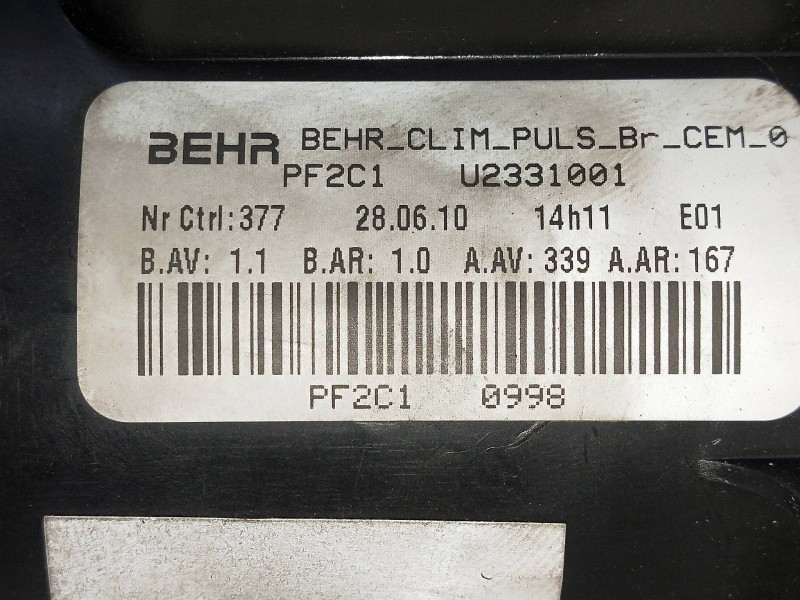 BEHR BEHR_CLIM_PULS_Br_CEM_0
PF2C1 U2331001
Nr Ctrl:377 28.06.10 14h11 E01
B.AV: 1.1 B.AR: 1.0 A.AV: 339 A.AR: 167
PF2C1 0998